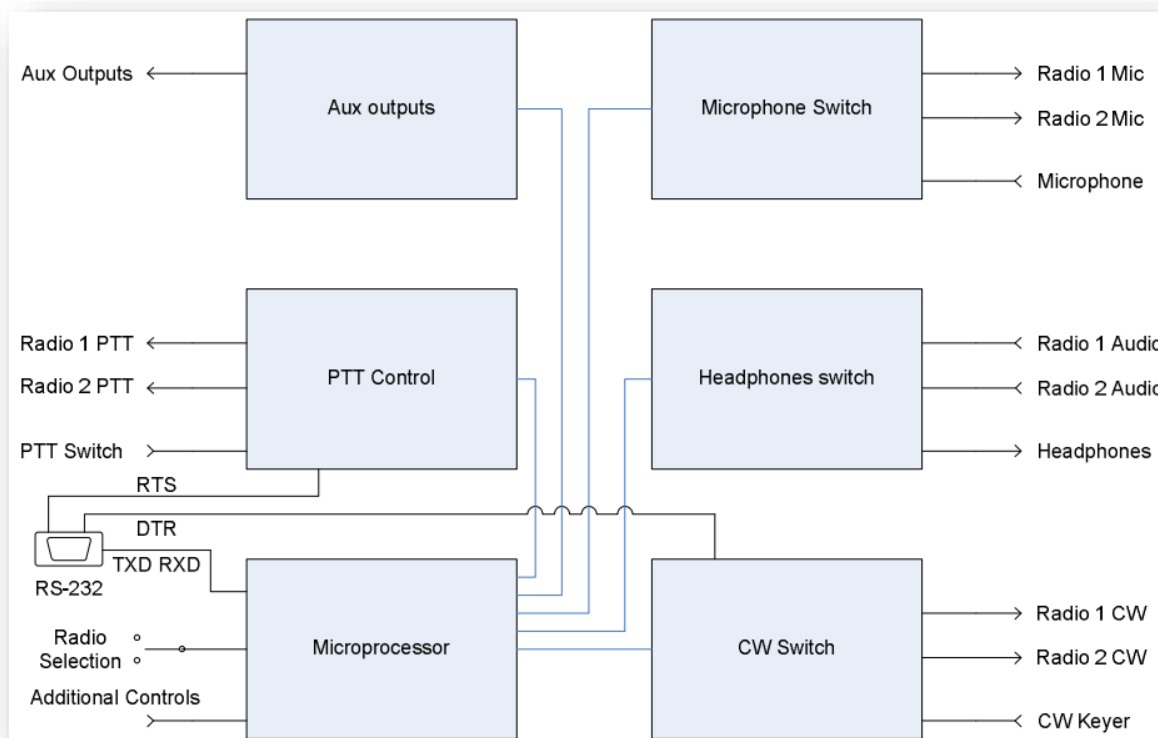 Aux Outputs
Aux outputs
Microphone Switch
Radio 1 Mic
Radio 2 Mic
Microphone
Radio 1 PTT
Radio 2 PTT
PTT Switch
PTT Control
Headphones switch
Radio 1 Audio
Radio 2 Audio
Headphones
RTS
DTR
TXD RXD
RS-232
Radio
Selection
Additional Controls
Microprocessor
CW Switch
Radio 1 CW
Radio 2 CW
CW Keyer